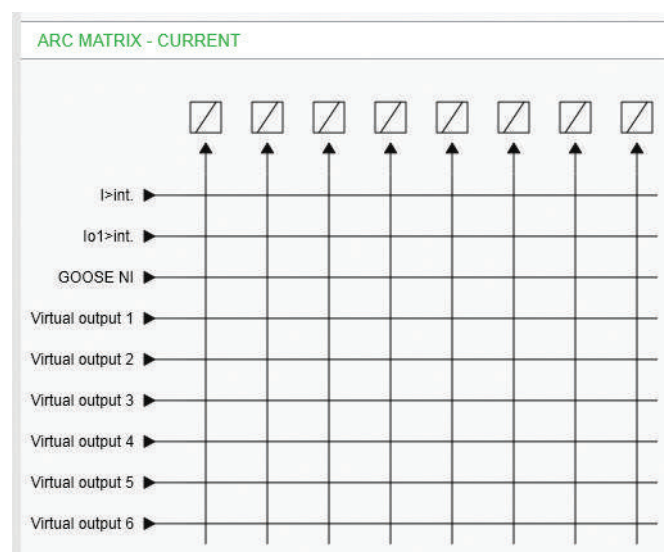 ARC MATRIX - CURRENT
I>int.
Io1>int.
GOOSE NI
Virtual output 1
Virtual output 2
Virtual output 3
Virtual output 4
Virtual output 5
Virtual output 6